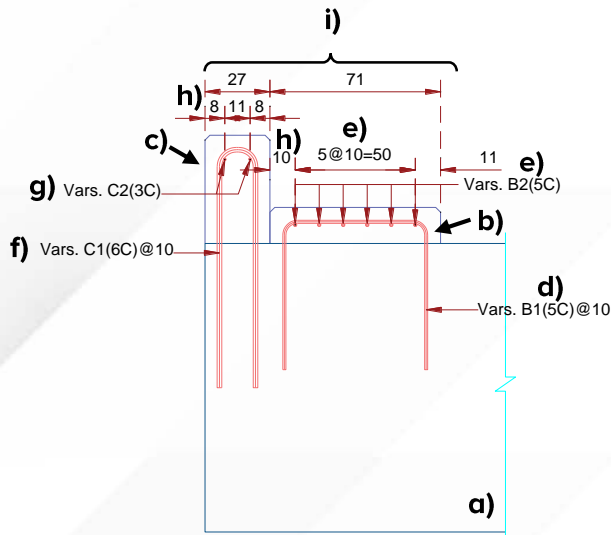 i)
27 71
h) 8 11 8
c) h) 10 e) 5@10=50 11 e)
g) Vars. C2(3C) Vars. B2(5C)
b)
f) Vars. C1(6C)@10
d)
Vars. B1(5C)@10
a)